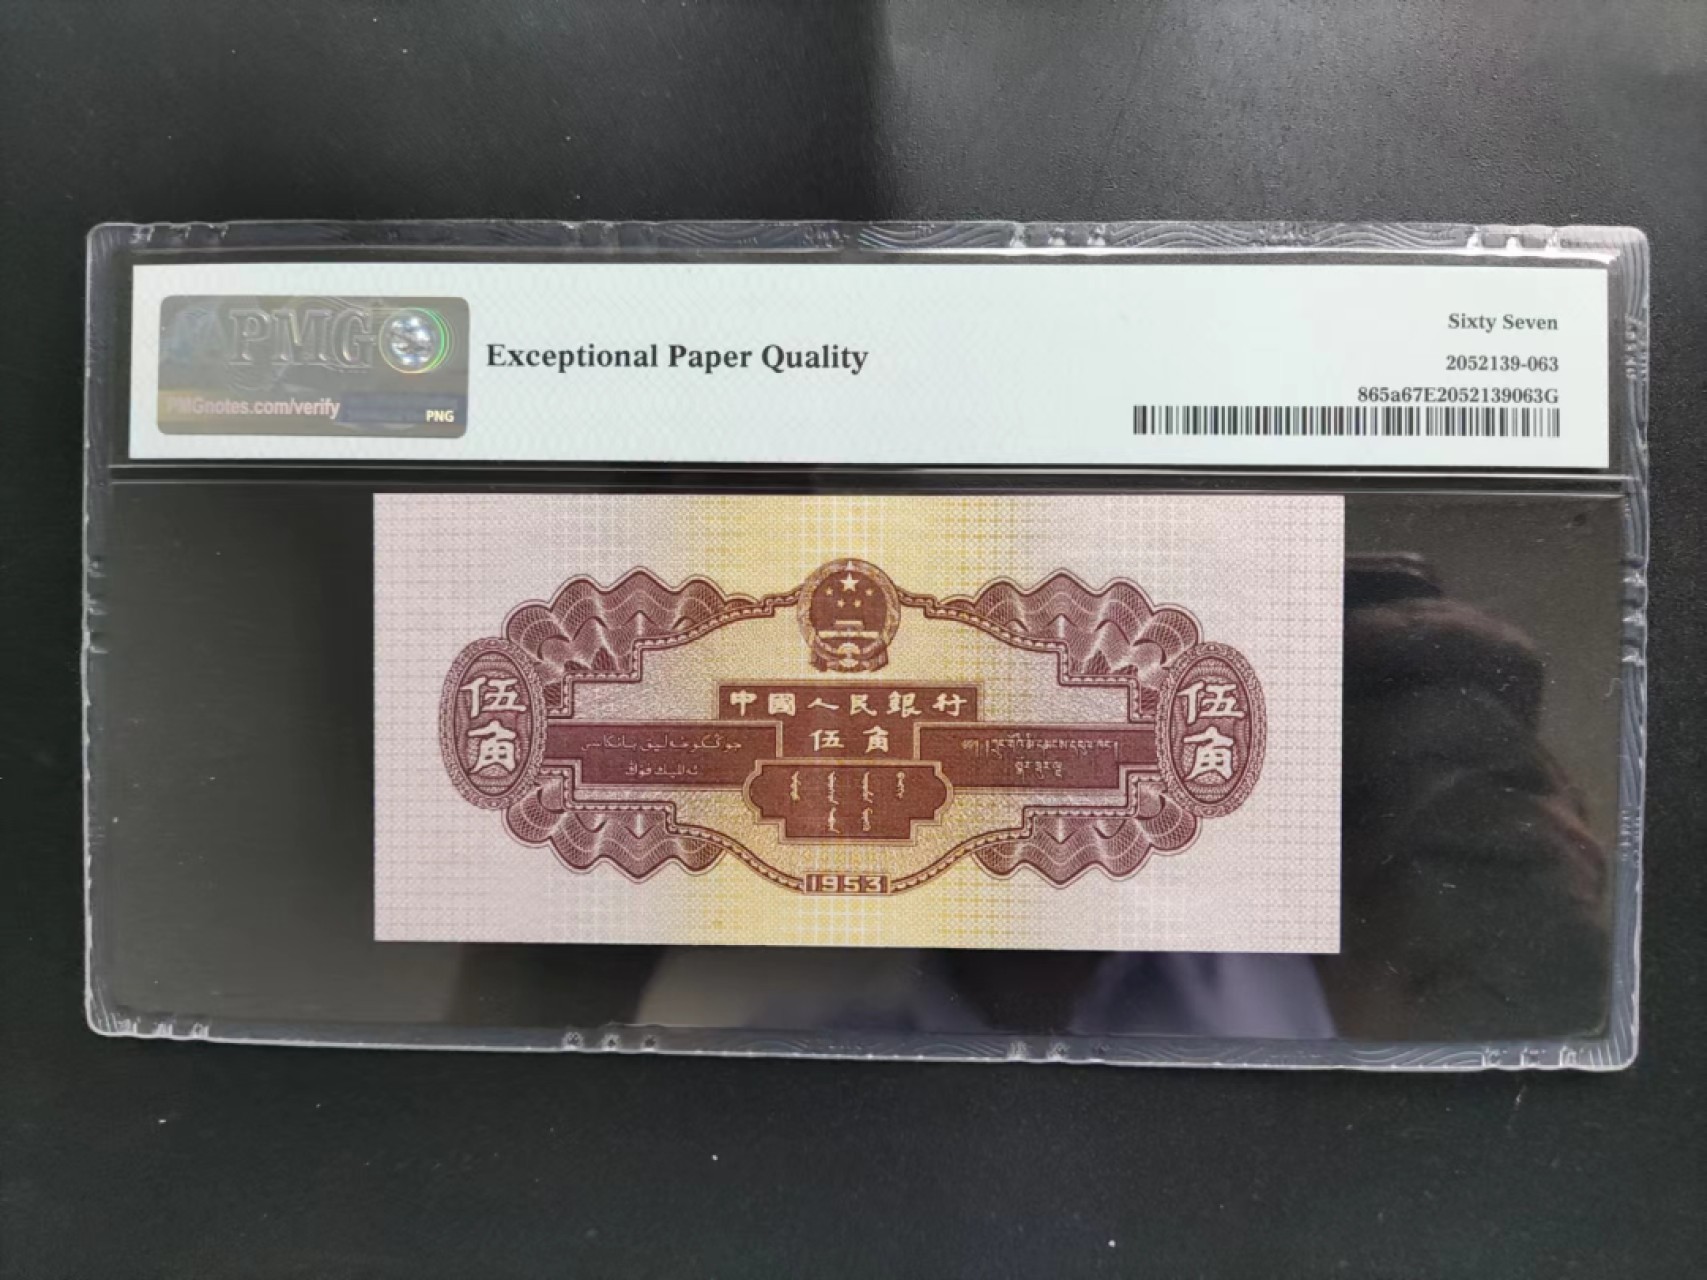 PMG
PMGnotes.com/verify
PNG
Exceptional Paper Quality
Sixty Seven
2052139-063
865a67E2052139063G
中國人民銀行
伍角
伍角
伍角
1953